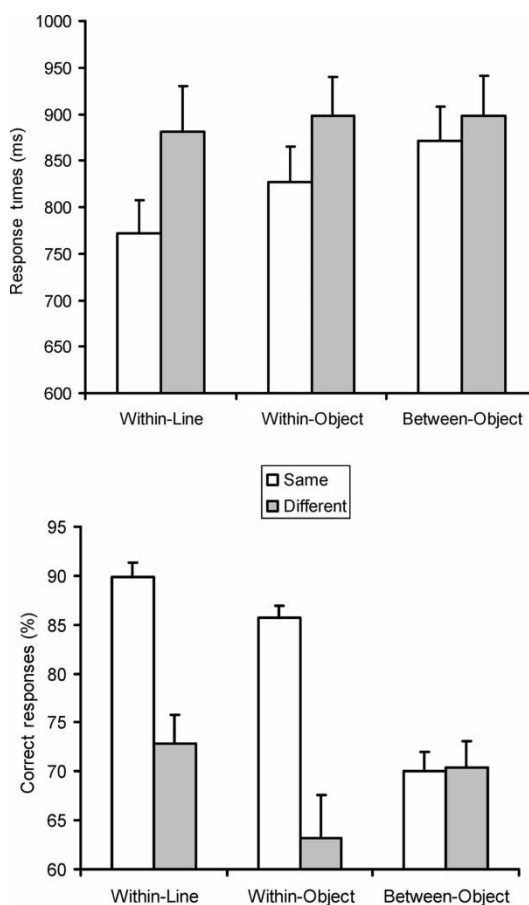 1000
950
900
850
800
750
700
650
600
Response times (ms)
Within-Line Within-Object Between-Object
Same
Different
95
90
85
80
75
70
65
60
Correct responses (%)
Within-Line Within-Object Between-Object